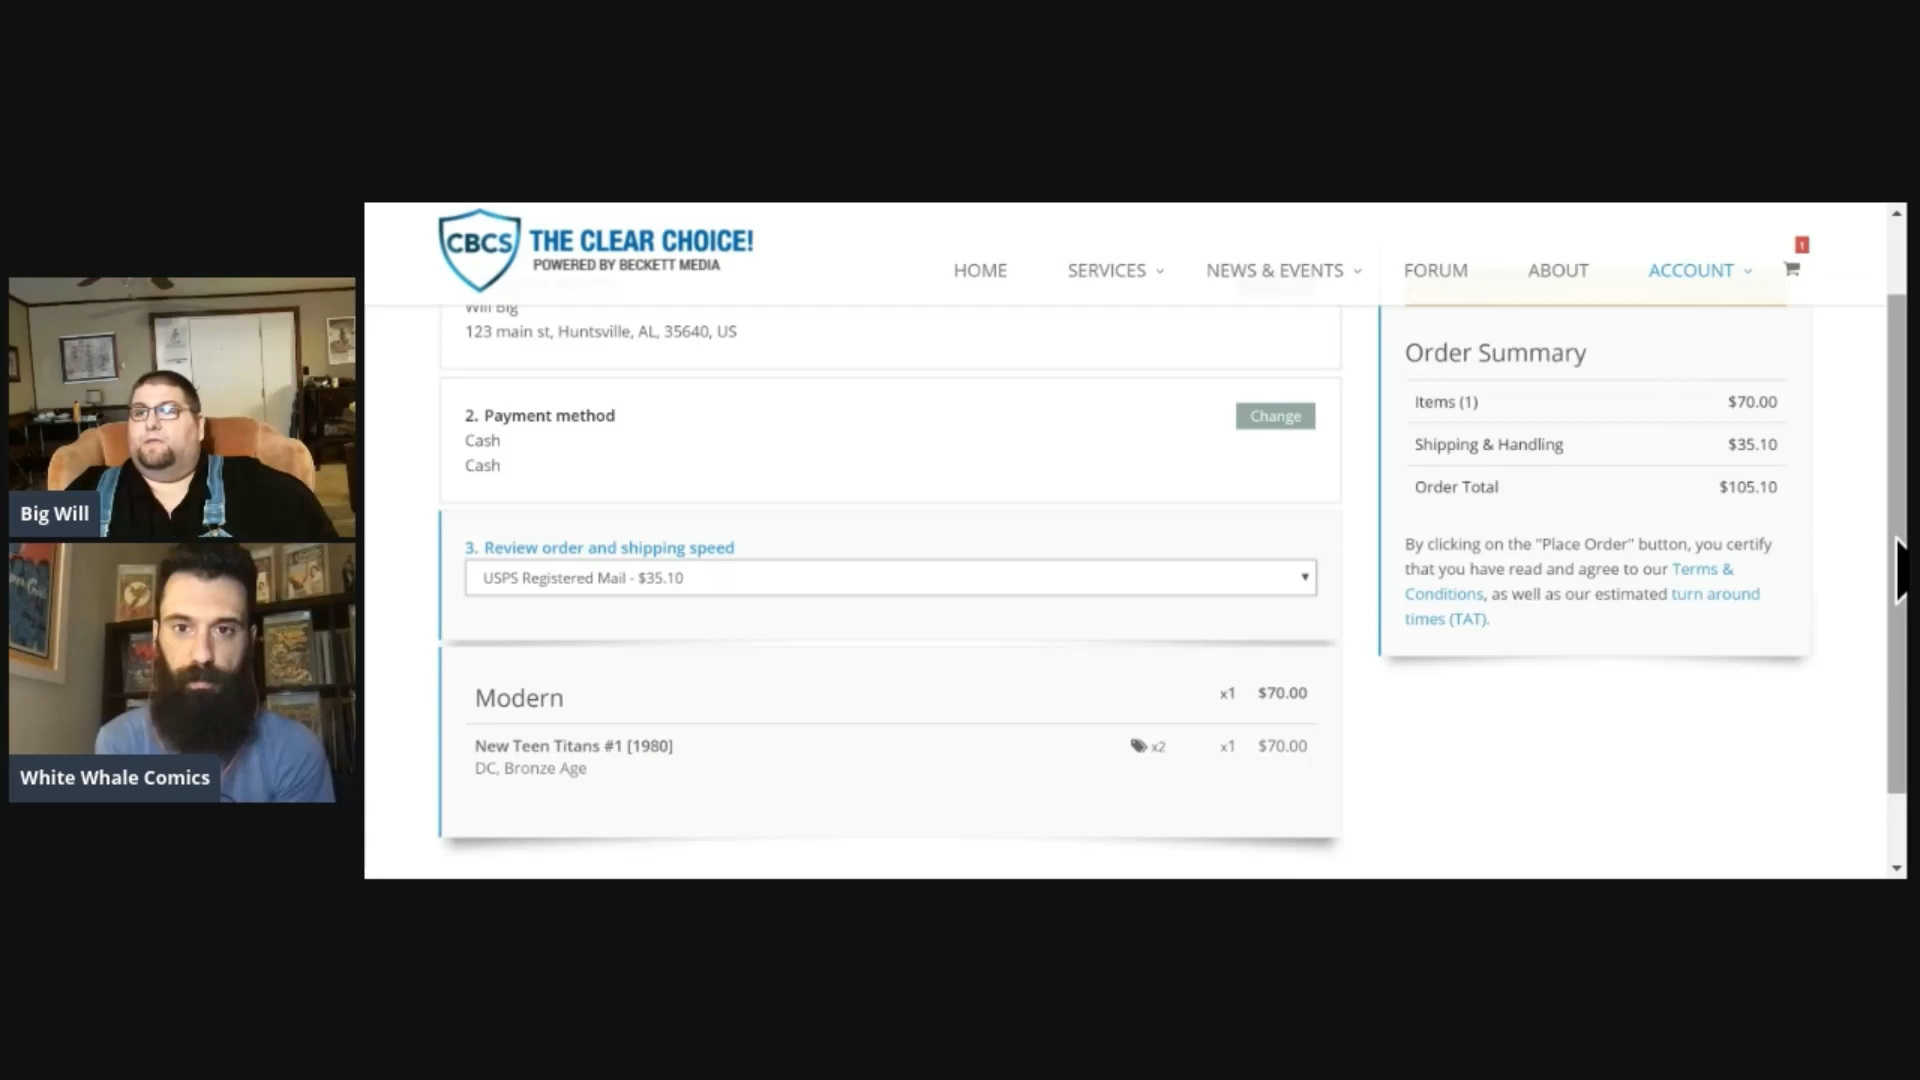 CBCS
THE CLEAR CHOICE!
POWERED BY BECKETT MEDIA
HOME
SERVICES
NEWS & EVENTS
FORUM
ABOUT
ACCOUNT
1
Will Big
123 main st, Huntsville, AL, 35640, US
2. Payment method
Change
Cash
Cash
3. Review order and shipping speed
USPS Registered Mail - $35.10
Modern x1 $70.00
New Teen Titans #1 [1980] x2 x1 $70.00
DC, Bronze Age
Order Summary
Items (1) $70.00
Shipping & Handling $35.10
Order Total $105.10
By clicking on the "Place Order" button, you certify
that you have read and agree to our Terms &
Conditions, as well as our estimated turn around
times (TAT).
Big Will
White Whale Comics